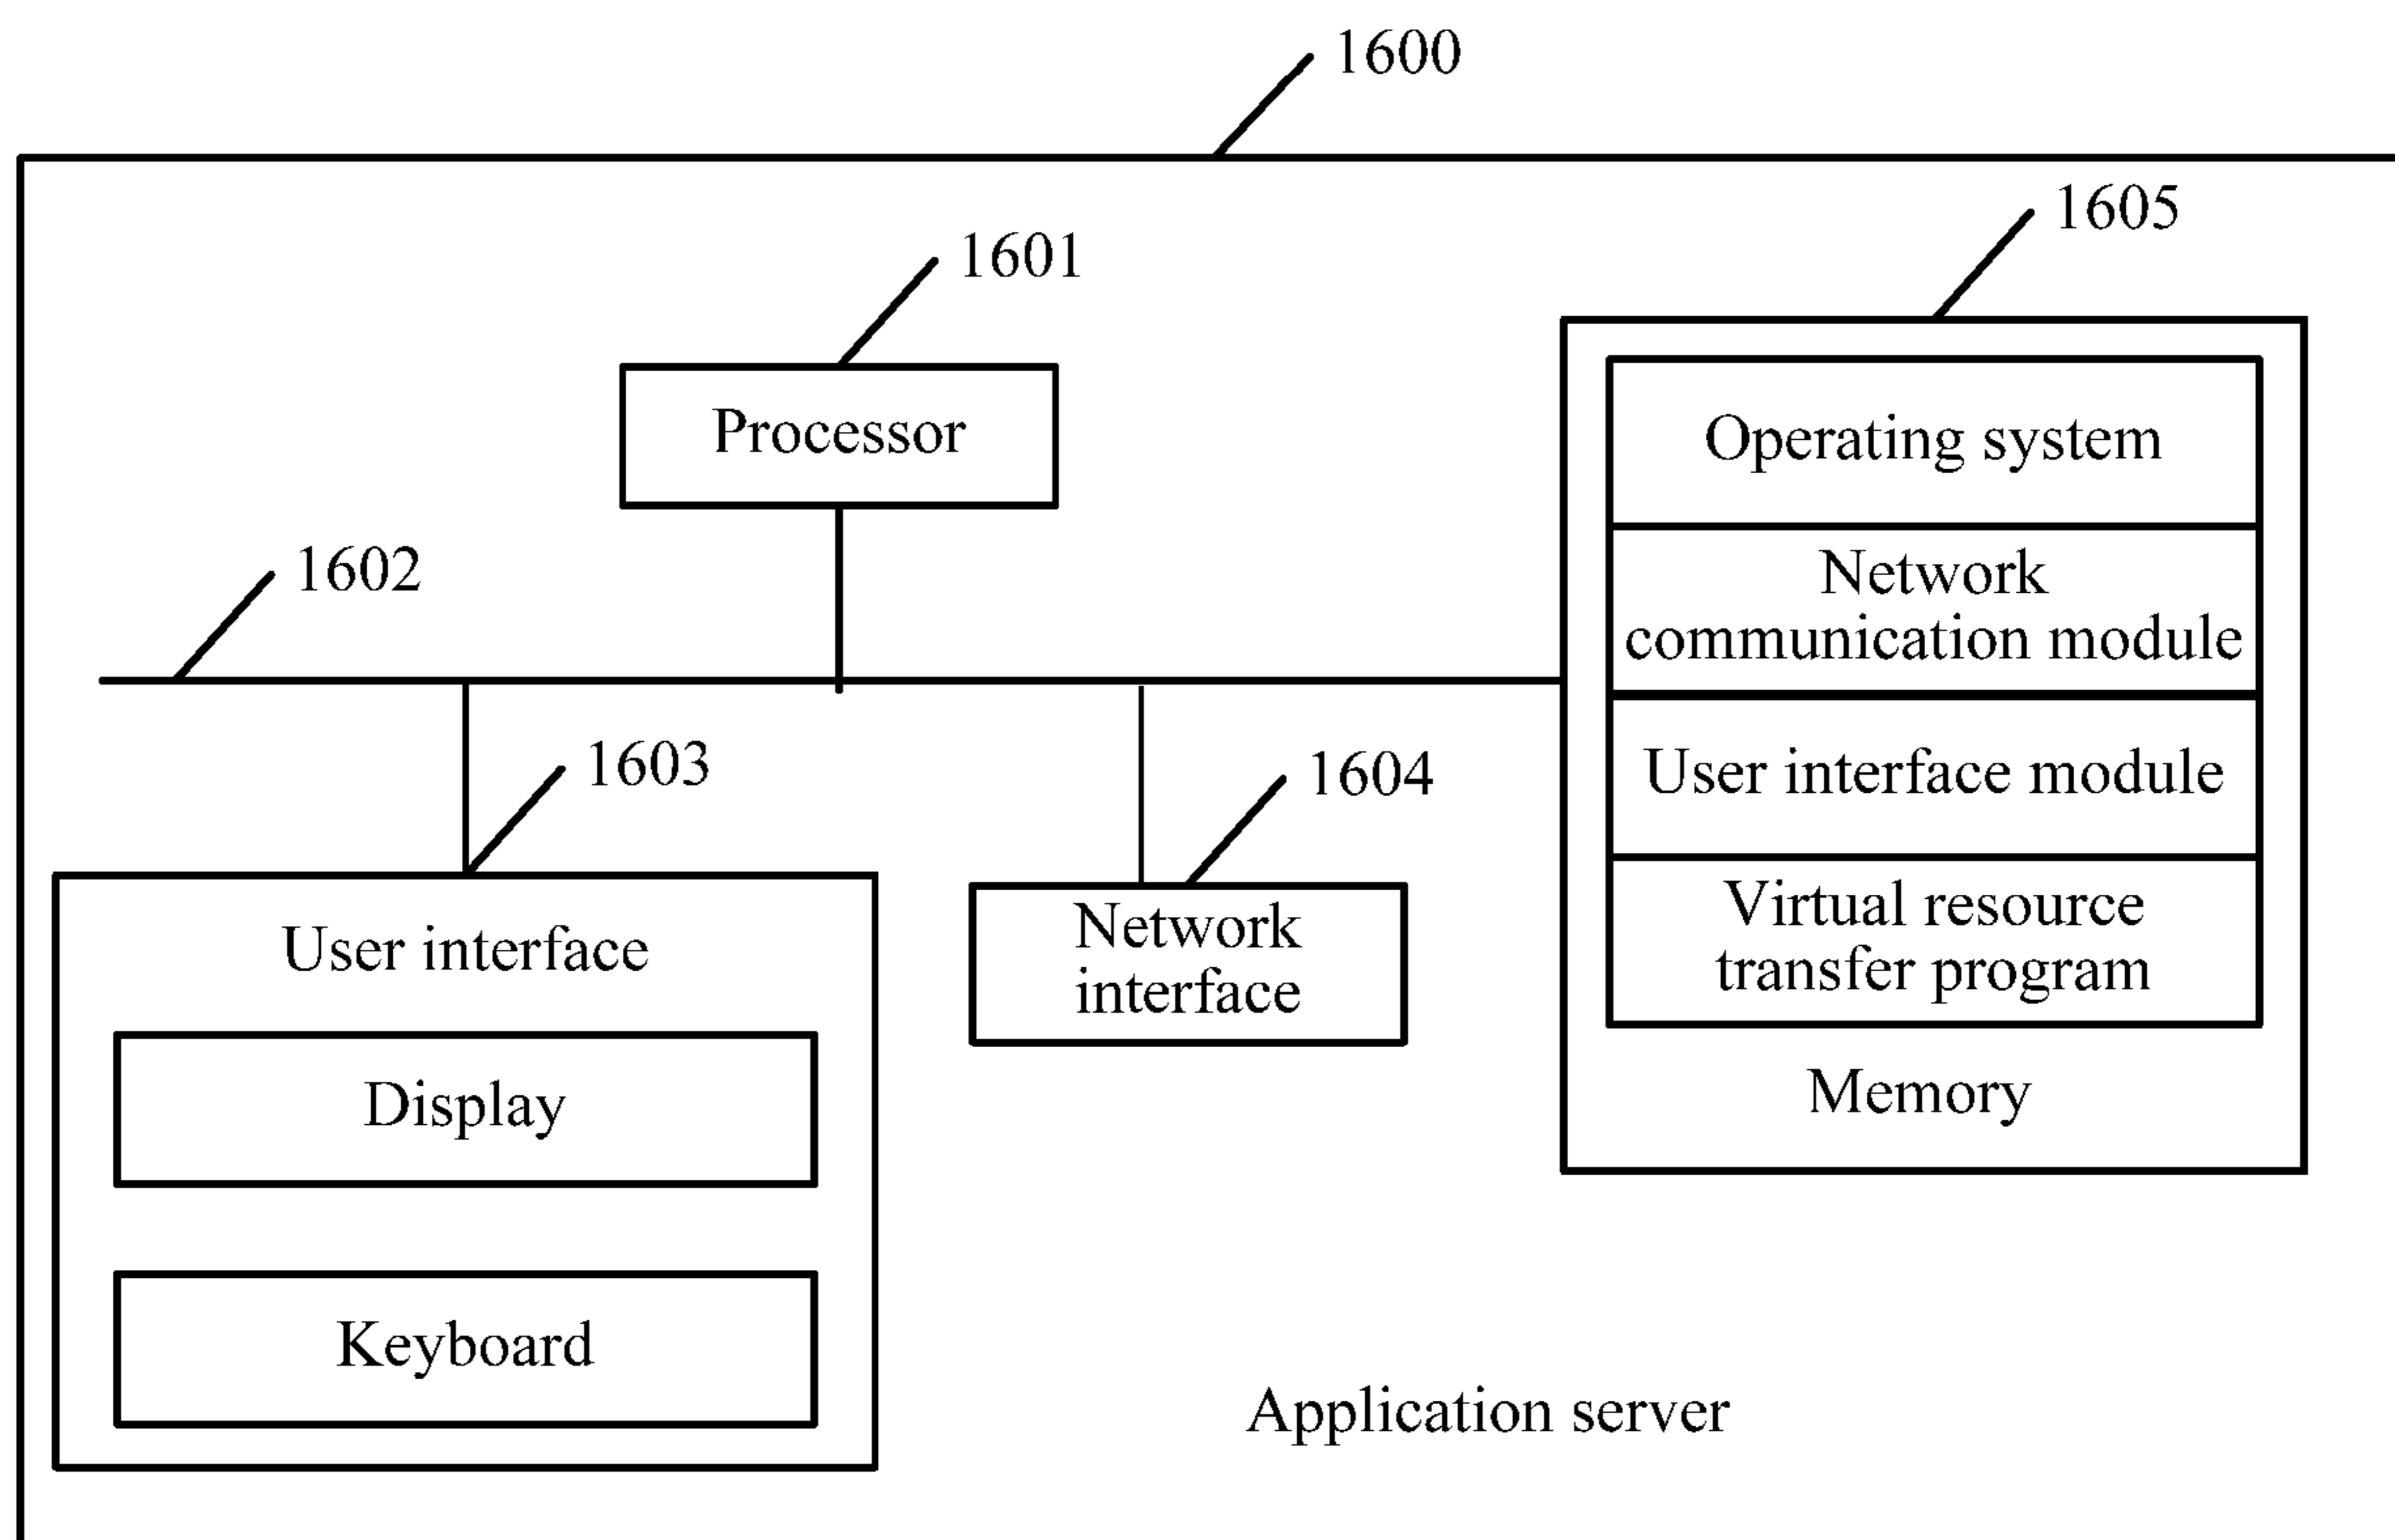 1600
1605
1601
Processor
Operating system
Network
communication module
User interface module
Virtual resource
transfer program
Memory
1602
1603
1604
User interface
Display
Keyboard
Network
interface
Application server